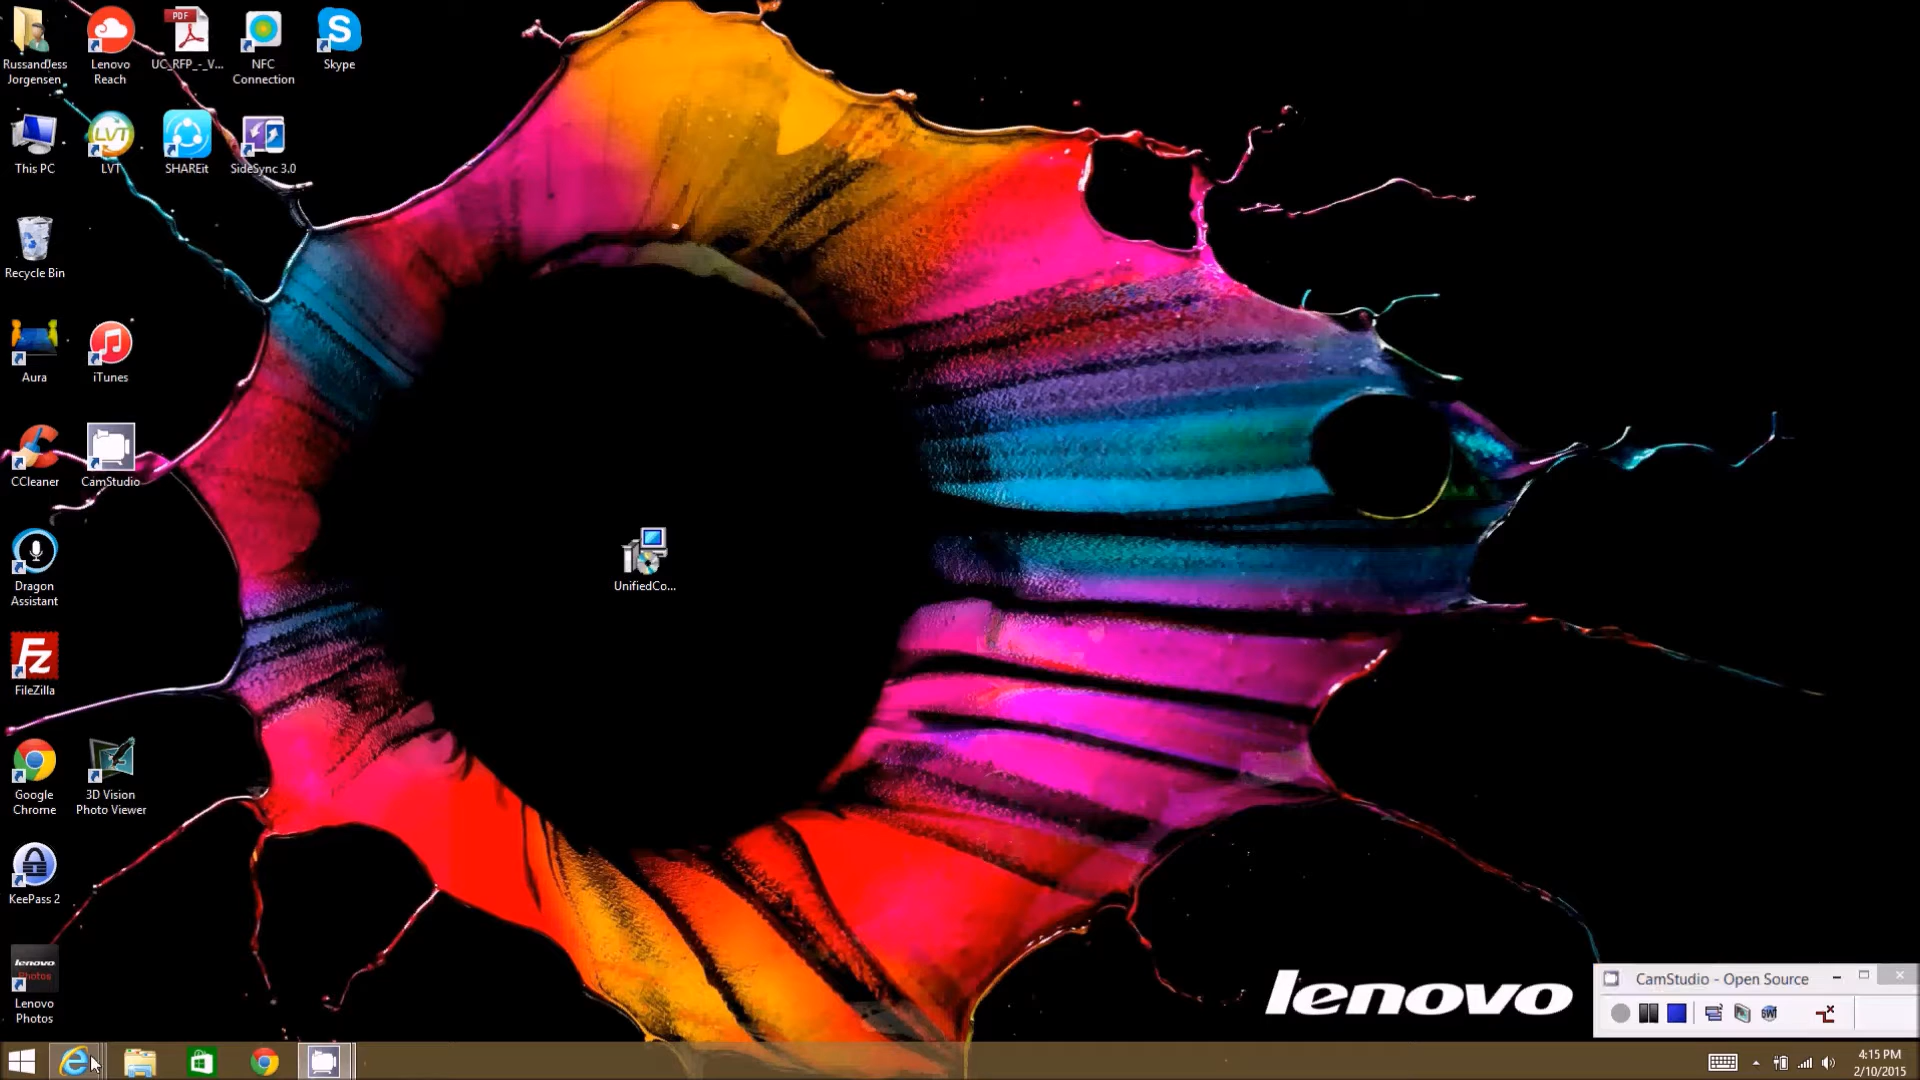 RussandJess
Jorgensen
Lenovo
Reach
PDF
UC_RFP_-_V...
NFC
Connection
S
Skype
This PC
LVT
LVT
SHAREit
SideSync 3.0
Recycle Bin
Aura
iTunes
CCleaner
CamStudio
Dragon
Assistant
UnifiedCo...
Fz
FileZilla
Google
Chrome
3D Vision
Photo Viewer
KeePass 2
lenovo
Photos
Lenovo
Photos
lenovo
CamStudio - Open Source
4:15 PM
2/10/2015